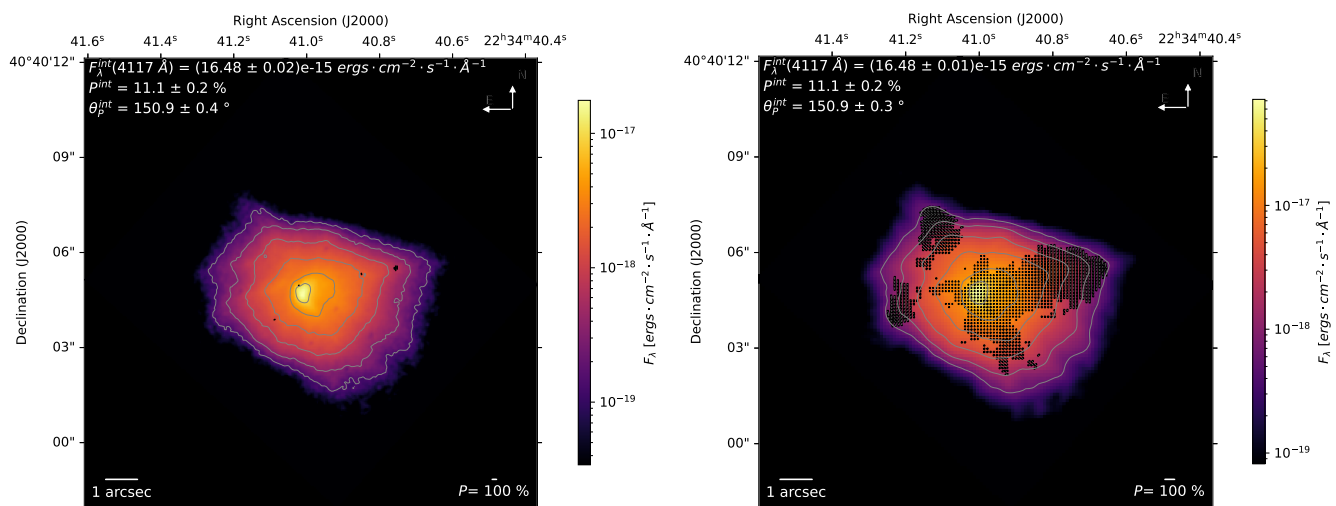 Right Ascension (J2000)
41.6ˢ 41.4ˢ 41.2ˢ 41.0ˢ 40.8ˢ 40.6ˢ 22ʰ34ᵐ40.4ˢ
40°40'12"
09"
06"
03"
00"
Declination (J2000)
F_λ^int(4117 Å) = (16.48 ± 0.02)e-15 ergs·cm⁻²·s⁻¹·Å⁻¹
P^int = 11.1 ± 0.2 %
θ_P^int = 150.9 ± 0.4 °
N
E
1 arcsec
P= 100 %
10⁻¹⁷
10⁻¹⁸
10⁻¹⁹
F_λ [ergs·cm⁻²·s⁻¹·Å⁻¹]
Right Ascension (J2000)
41.4ˢ 41.2ˢ 41.0ˢ 40.8ˢ 40.6ˢ 22ʰ34ᵐ40.4ˢ
40°40'12"
09"
06"
03"
00"
Declination (J2000)
F_λ^int(4117 Å) = (16.48 ± 0.01)e-15 ergs·cm⁻²·s⁻¹·Å⁻¹
P^int = 11.1 ± 0.2 %
θ_P^int = 150.9 ± 0.3 °
N
E
1 arcsec
P= 100 %
10⁻¹⁷
10⁻¹⁸
10⁻¹⁹
F_λ [ergs·cm⁻²·s⁻¹·Å⁻¹]